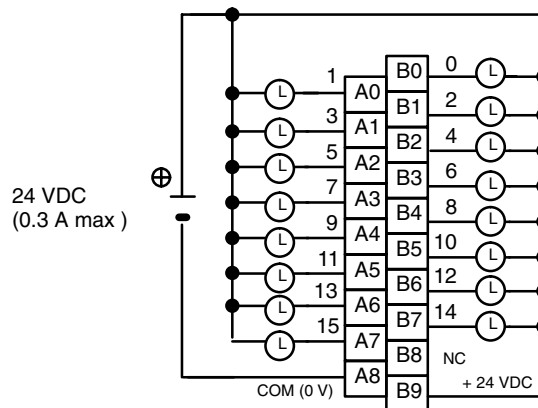 0
1 B0 L
L A0
2
3 B1 L
L A1
4
5 B2 L
L A2
6
7 B3 L
L A3
8
9 B4 L
L A4
10
11 B5 L
L A5
12
13 B6 L
L A6
14
15 B7 L
L A7
B8 NC
A8
COM (0 V) B9 + 24 VDC
24 VDC
(0.3 A max )